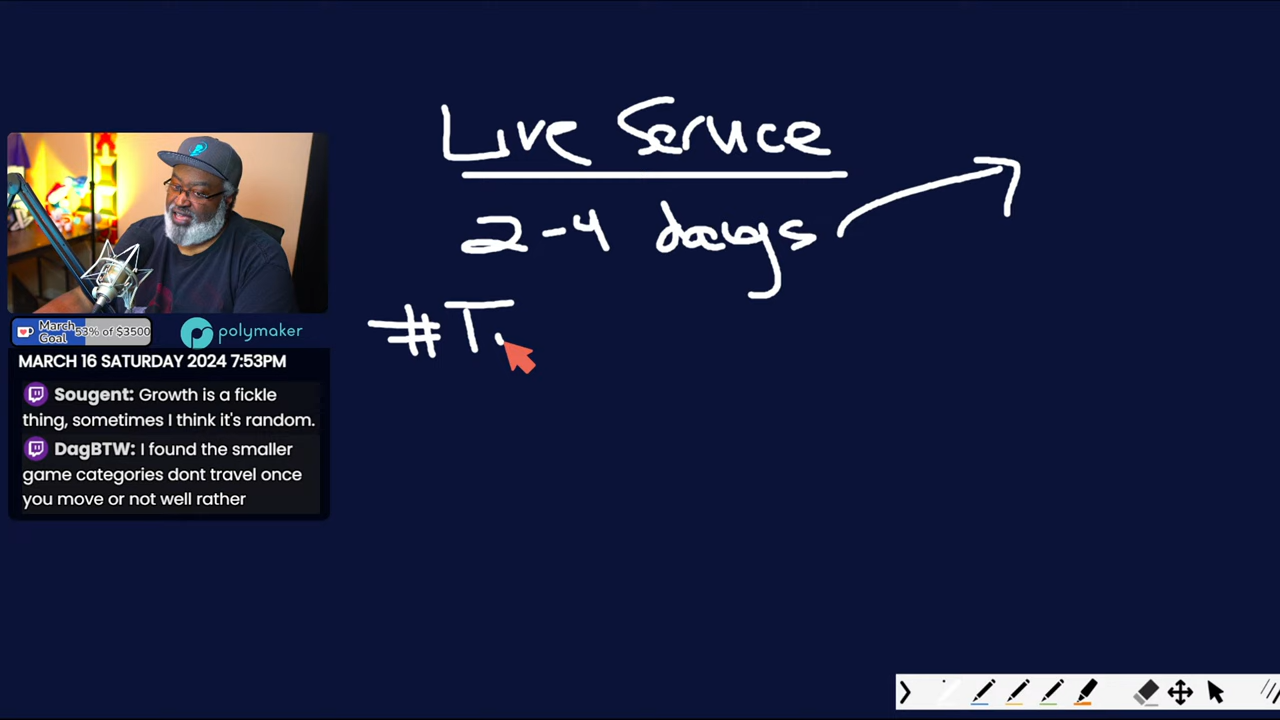 Live Service
2-4 days
#T
March
Goal
53% of $3500
polymaker
MARCH 16 SATURDAY 2024 7:53PM
Sougent: Growth is a fickle
thing, sometimes I think it's random.
DagBTW: I found the smaller
game categories dont travel once
you move or not well rather